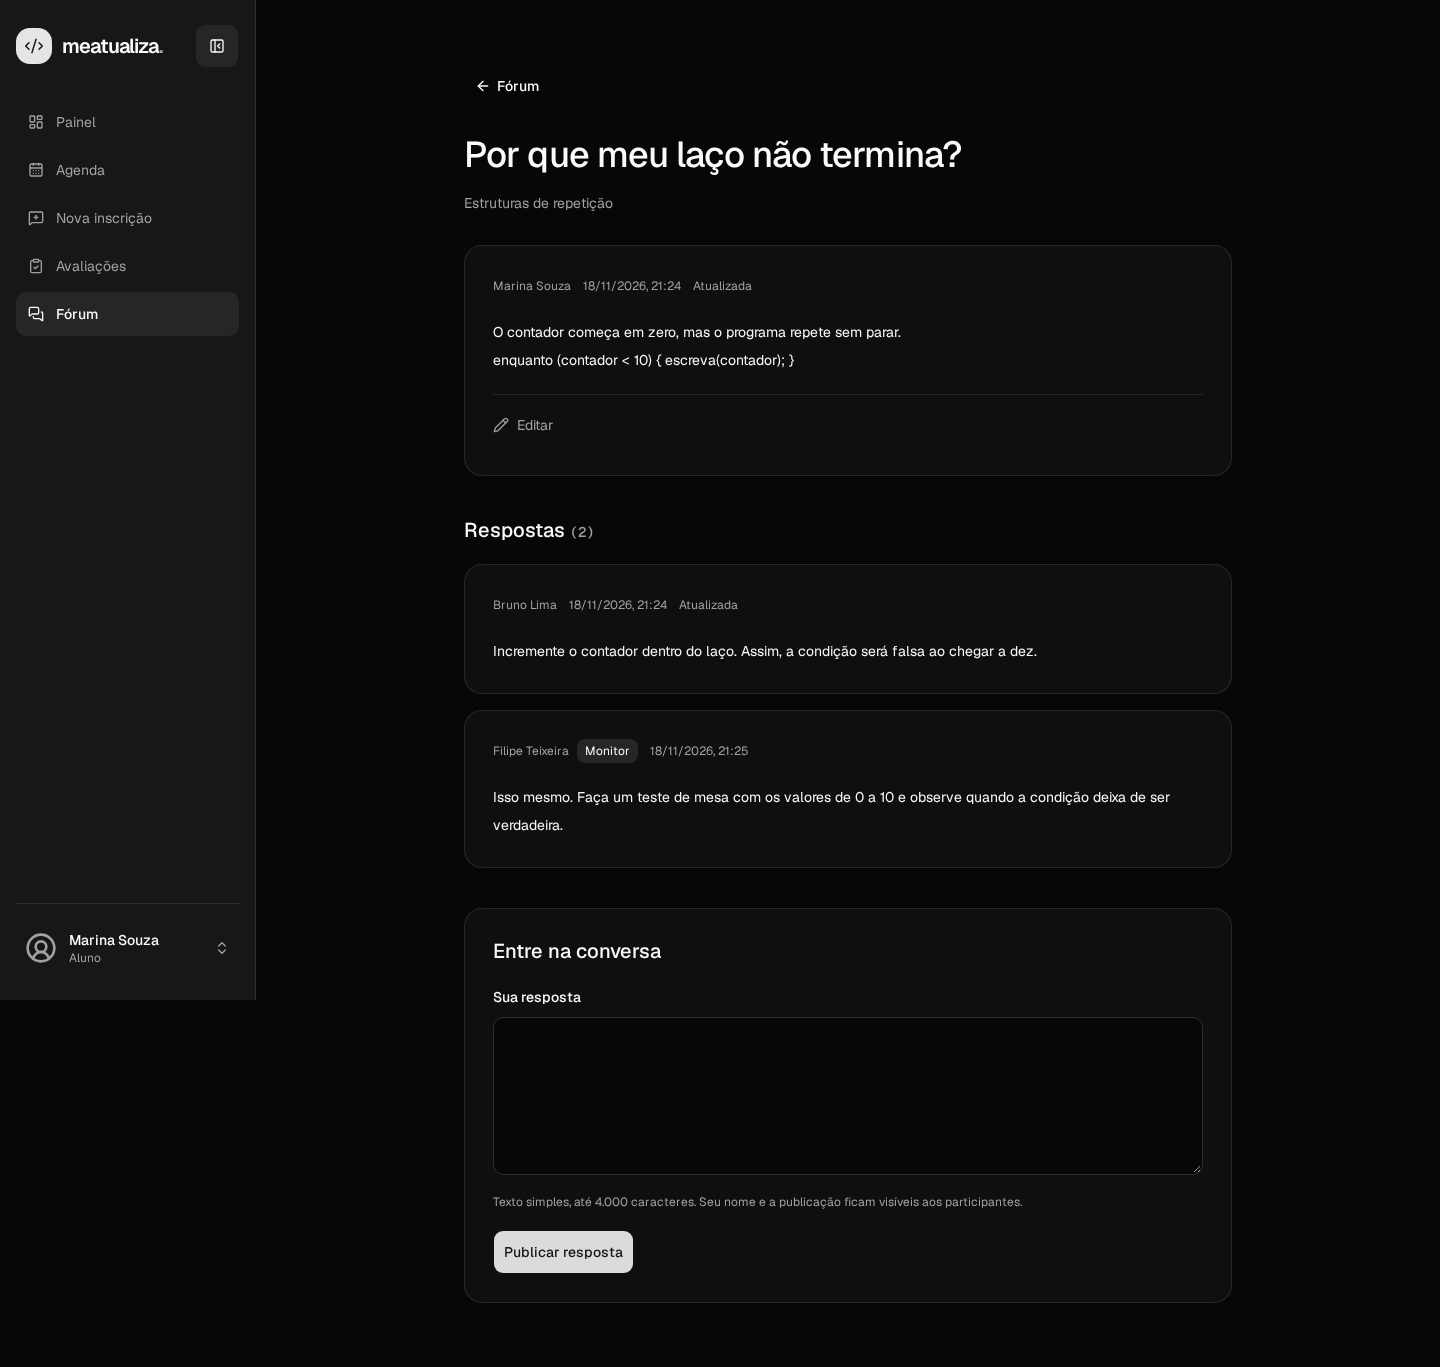 meatualiza.
Painel
Agenda
Nova inscrição
Avaliações
Fórum
Marina Souza
Aluno
Fórum
Por que meu laço não termina?
Estruturas de repetição
Marina Souza 18/11/2026, 21:24 Atualizada
O contador começa em zero, mas o programa repete sem parar.
enquanto (contador < 10) { escreva(contador); }
Editar
Respostas (2)
Bruno Lima 18/11/2026, 21:24 Atualizada
Incremente o contador dentro do laço. Assim, a condição será falsa ao chegar a dez.
Filipe Teixeira Monitor 18/11/2026, 21:25
Isso mesmo. Faça um teste de mesa com os valores de 0 a 10 e observe quando a condição deixa de ser
verdadeira.
Entre na conversa
Sua resposta
Texto simples, até 4.000 caracteres. Seu nome e a publicação ficam visíveis aos participantes.
Publicar resposta